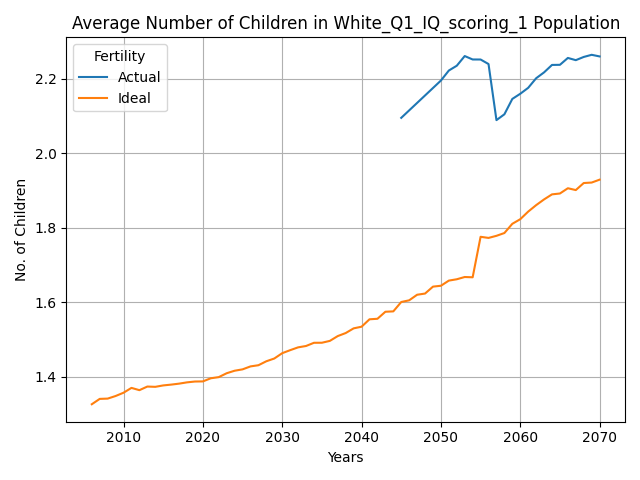 Average Number of Children in White_Q1_IQ_scoring_1 Population
Fertility
Actual
Ideal
2.2
2.0
1.8
1.6
1.4
No. of Children
2010 2020 2030 2040 2050 2060 2070
Years